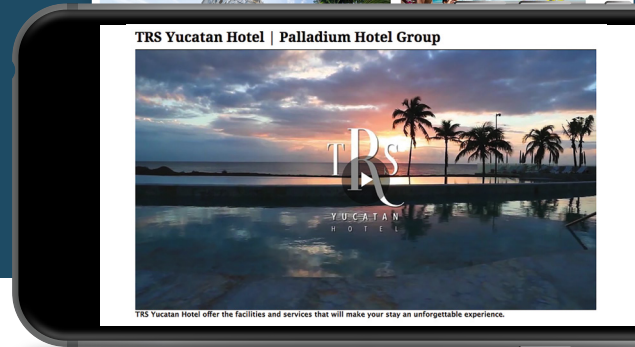 TRS Yucatan Hotel | Palladium Hotel Group
TRS
YUCATAN
HOTEL
TRS Yucatan Hotel offer the facilities and services that will make your stay an unforgettable experience.